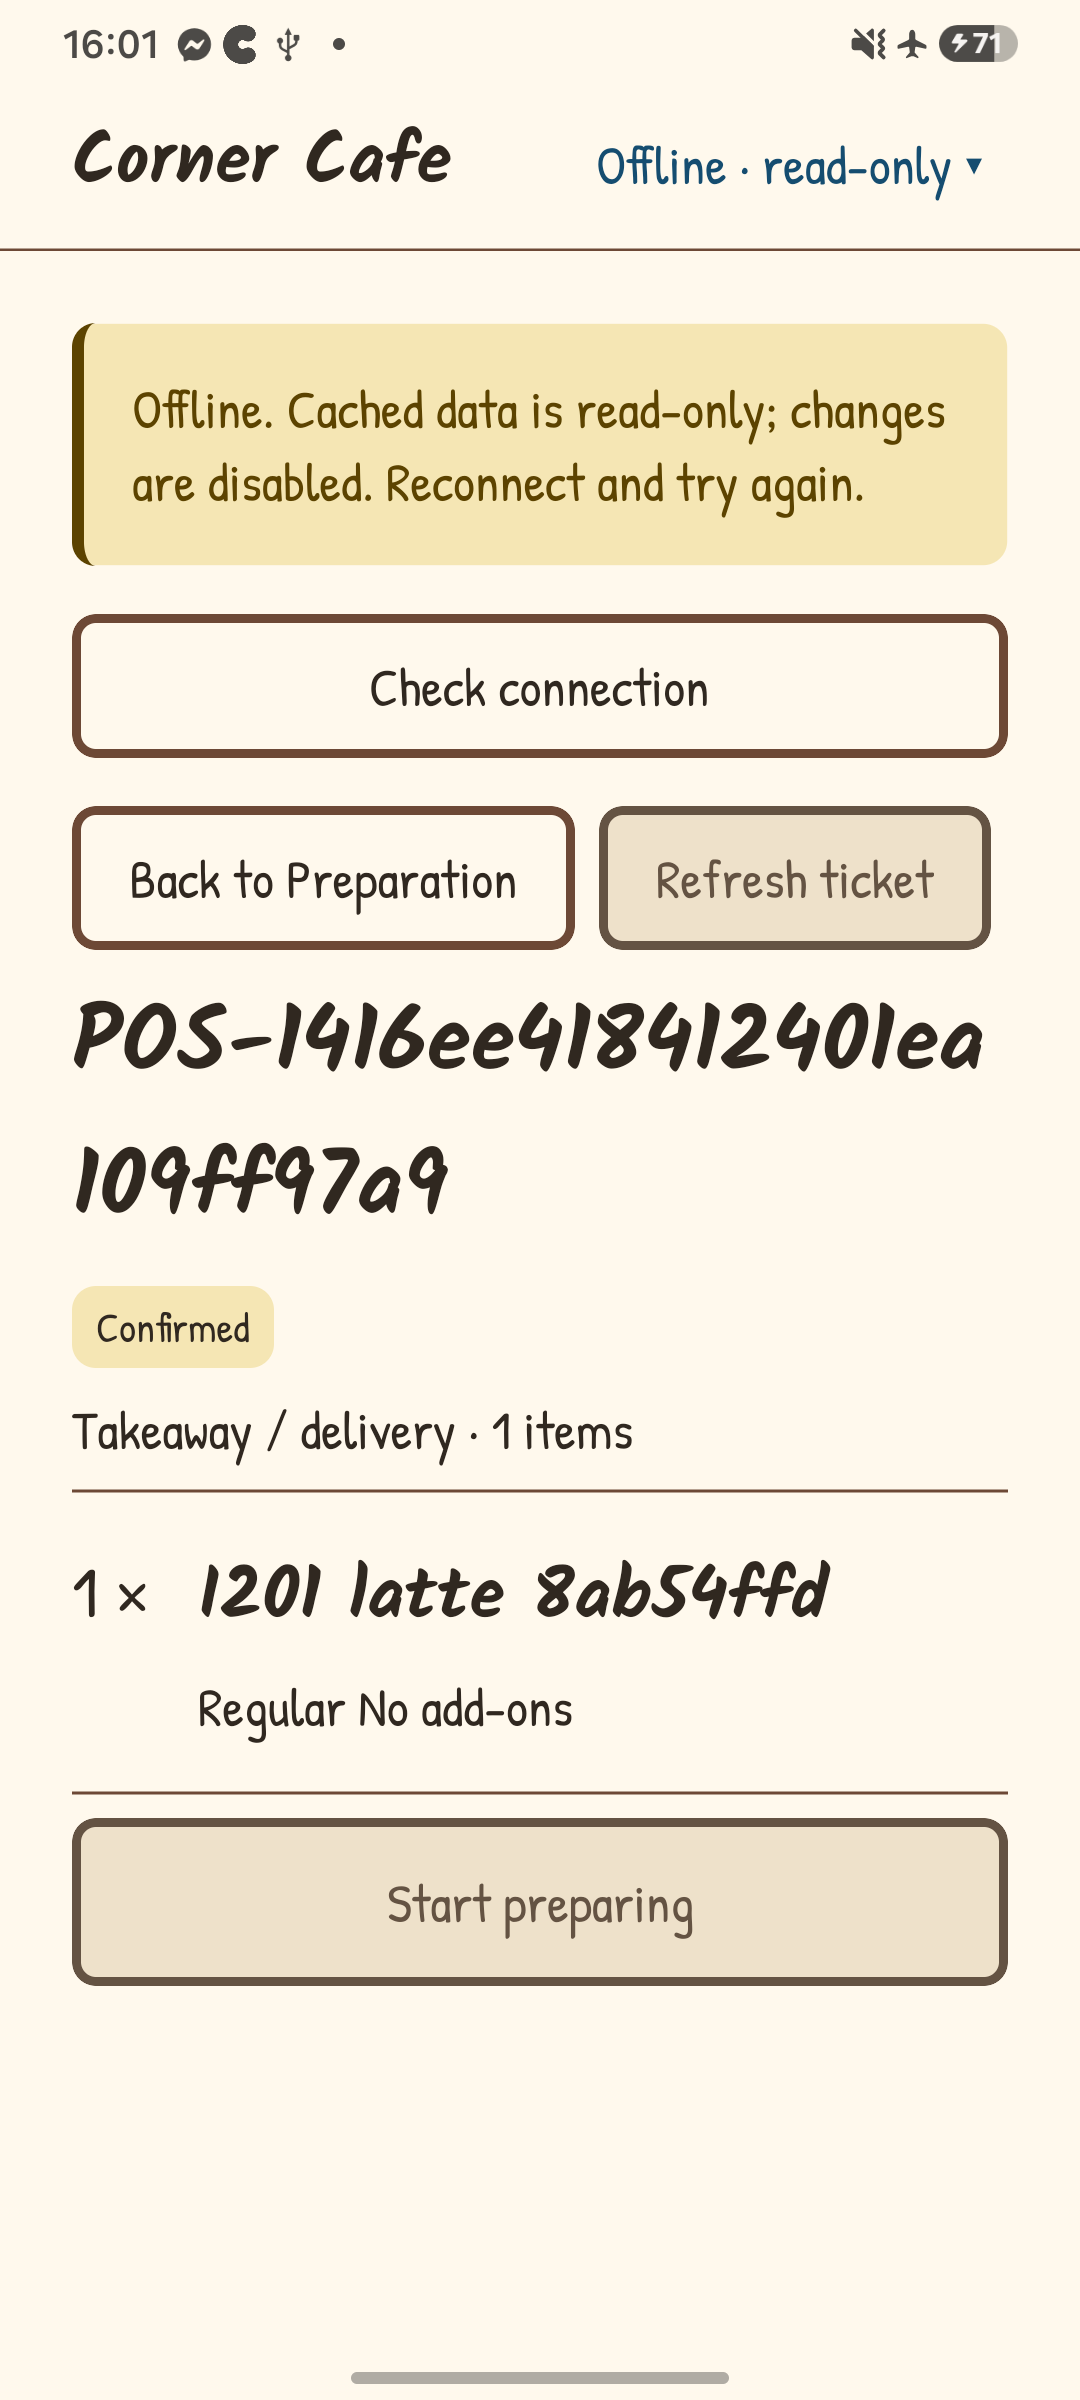 16:01
71
Corner Cafe
Offline · read-only ▾
Offline. Cached data is read-only; changes
are disabled. Reconnect and try again.
Check connection
Back to Preparation
Refresh ticket
POS-1416ee418412401ea
109ff97a9
Confirmed
Takeaway / delivery · 1 items
1 × 1201 latte 8ab54ffd
Regular No add-ons
Start preparing